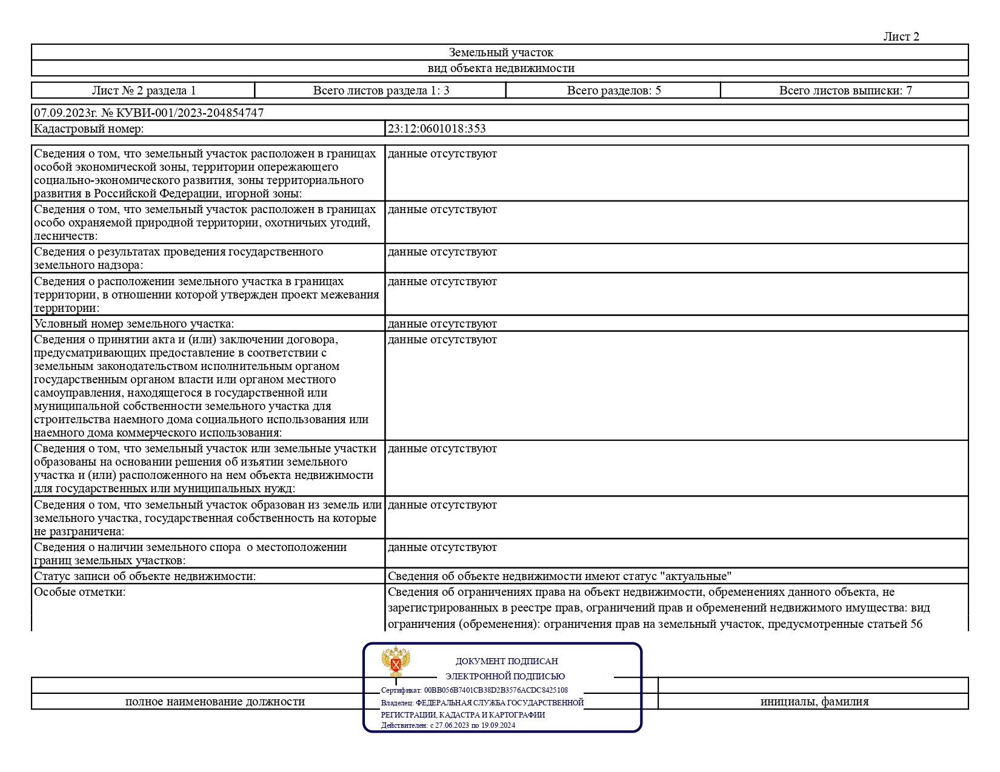 Лист 2
Земельный участок
вид объекта недвижимости
Лист № 2 раздела 1
Всего листов раздела 1: 3
Всего разделов: 5
Всего листов выписки: 7
07.09.2023г. № КУВИ-001/2023-204854747
Кадастровый номер:
23:12:0601018:353
Сведения о том, что земельный участок расположен в границах
особой экономической зоны, территории опережающего
социально-экономического развития, зоны территориального
развития в Российской Федерации, игорной зоны:
данные отсутствуют
Сведения о том, что земельный участок расположен в границах
особо охраняемой природной территории, охотничьих угодий,
лесничеств:
данные отсутствуют
Сведения о результатах проведения государственного
земельного надзора:
данные отсутствуют
Сведения о расположении земельного участка в границах
территории, в отношении которой утвержден проект межевания
территории:
данные отсутствуют
Условный номер земельного участка:
данные отсутствуют
Сведения о принятии акта и (или) заключении договора,
предусматривающих предоставление в соответствии с
земельным законодательством исполнительным органом
государственным органом власти или органом местного
самоуправления, находящегося в государственной или
муниципальной собственности земельного участка для
строительства наемного дома социального использования или
наемного дома коммерческого использования:
данные отсутствуют
Сведения о том, что земельный участок или земельные участки
образованы на основании решения об изъятии земельного
участка и (или) расположенного на нем объекта недвижимости
для государственных или муниципальных нужд:
данные отсутствуют
Сведения о том, что земельный участок образован из земель или
земельного участка, государственная собственность на которые
не разграничена:
данные отсутствуют
Сведения о наличии земельного спора  о местоположении
границ земельных участков:
данные отсутствуют
Статус записи об объекте недвижимости:
Сведения об объекте недвижимости имеют статус "актуальные"
Особые отметки:
Сведения об ограничениях права на объект недвижимости, обременениях данного объекта, не
зарегистрированных в реестре прав, ограничений прав и обременений недвижимого имущества: вид
ограничения (обременения): ограничения прав на земельный участок, предусмотренные статьей 56
ДОКУМЕНТ ПОДПИСАН
ЭЛЕКТРОННОЙ ПОДПИСЬЮ
Сертификат: 00BB056B7401CB38D2B3576ACDC8425108
Владелец: ФЕДЕРАЛЬНАЯ СЛУЖБА ГОСУДАРСТВЕННОЙ
РЕГИСТРАЦИИ, КАДАСТРА И КАРТОГРАФИИ
Действителен: с 27.06.2023 по 19.09.2024
полное наименование должности
инициалы, фамилия